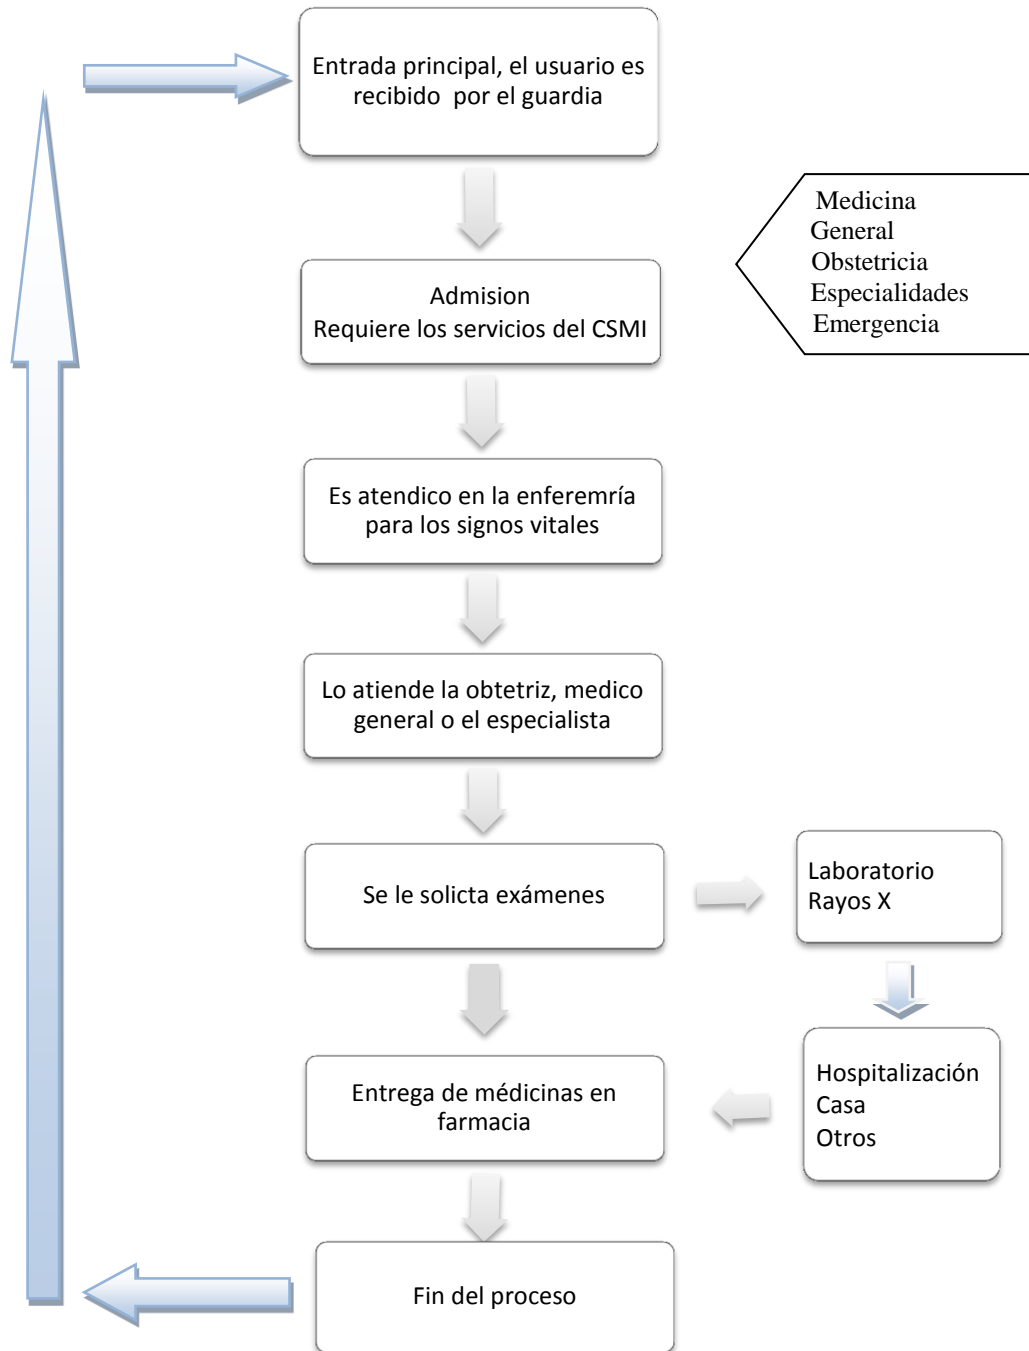 Entrada principal, el usuario es
recibido por el guardia
Medicina
General
Obstetricia
Especialidades
Emergencia
Admision
Requiere los servicios del CSMI
Es atendico en la enferemría
para los signos vitales
Lo atiende la obtetriz, medico
general o el especialista
Se le solicta exámenes
Laboratorio
Rayos X
Hospitalización
Casa
Otros
Entrega de médicinas en
farmacia
Fin del proceso